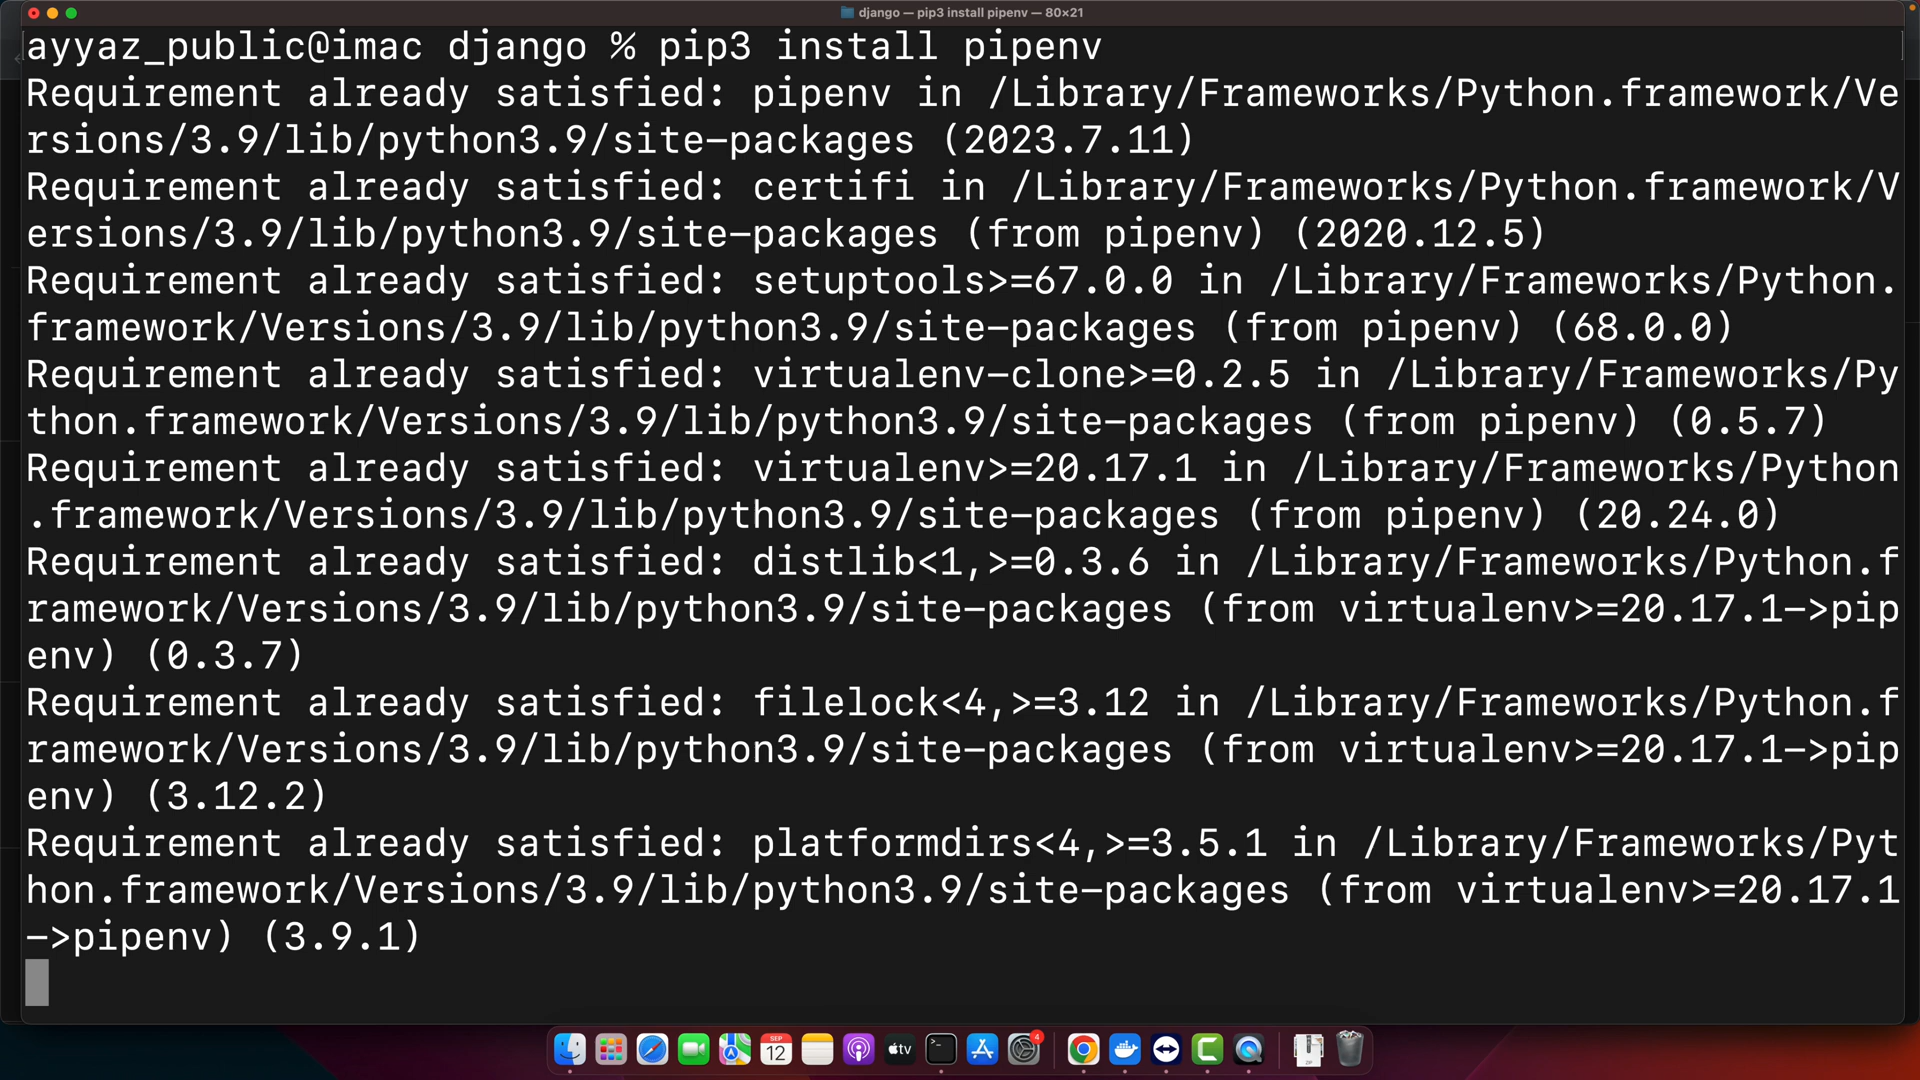 django — pip3 install pipenv — 80×21
ayyaz_public@imac django % pip3 install pipenv
Requirement already satisfied: pipenv in /Library/Frameworks/Python.framework/Ve
rsions/3.9/lib/python3.9/site-packages (2023.7.11)
Requirement already satisfied: certifi in /Library/Frameworks/Python.framework/V
ersions/3.9/lib/python3.9/site-packages (from pipenv) (2020.12.5)
Requirement already satisfied: setuptools>=67.0.0 in /Library/Frameworks/Python.
framework/Versions/3.9/lib/python3.9/site-packages (from pipenv) (68.0.0)
Requirement already satisfied: virtualenv-clone>=0.2.5 in /Library/Frameworks/Py
thon.framework/Versions/3.9/lib/python3.9/site-packages (from pipenv) (0.5.7)
Requirement already satisfied: virtualenv>=20.17.1 in /Library/Frameworks/Python
.framework/Versions/3.9/lib/python3.9/site-packages (from pipenv) (20.24.0)
Requirement already satisfied: distlib<1,>=0.3.6 in /Library/Frameworks/Python.f
ramework/Versions/3.9/lib/python3.9/site-packages (from virtualenv>=20.17.1->pip
env) (0.3.7)
Requirement already satisfied: filelock<4,>=3.12 in /Library/Frameworks/Python.f
ramework/Versions/3.9/lib/python3.9/site-packages (from virtualenv>=20.17.1->pip
env) (3.12.2)
Requirement already satisfied: platformdirs<4,>=3.5.1 in /Library/Frameworks/Pyt
hon.framework/Versions/3.9/lib/python3.9/site-packages (from virtualenv>=20.17.1
->pipenv) (3.9.1)
SEP
12
tv
4
ZIP